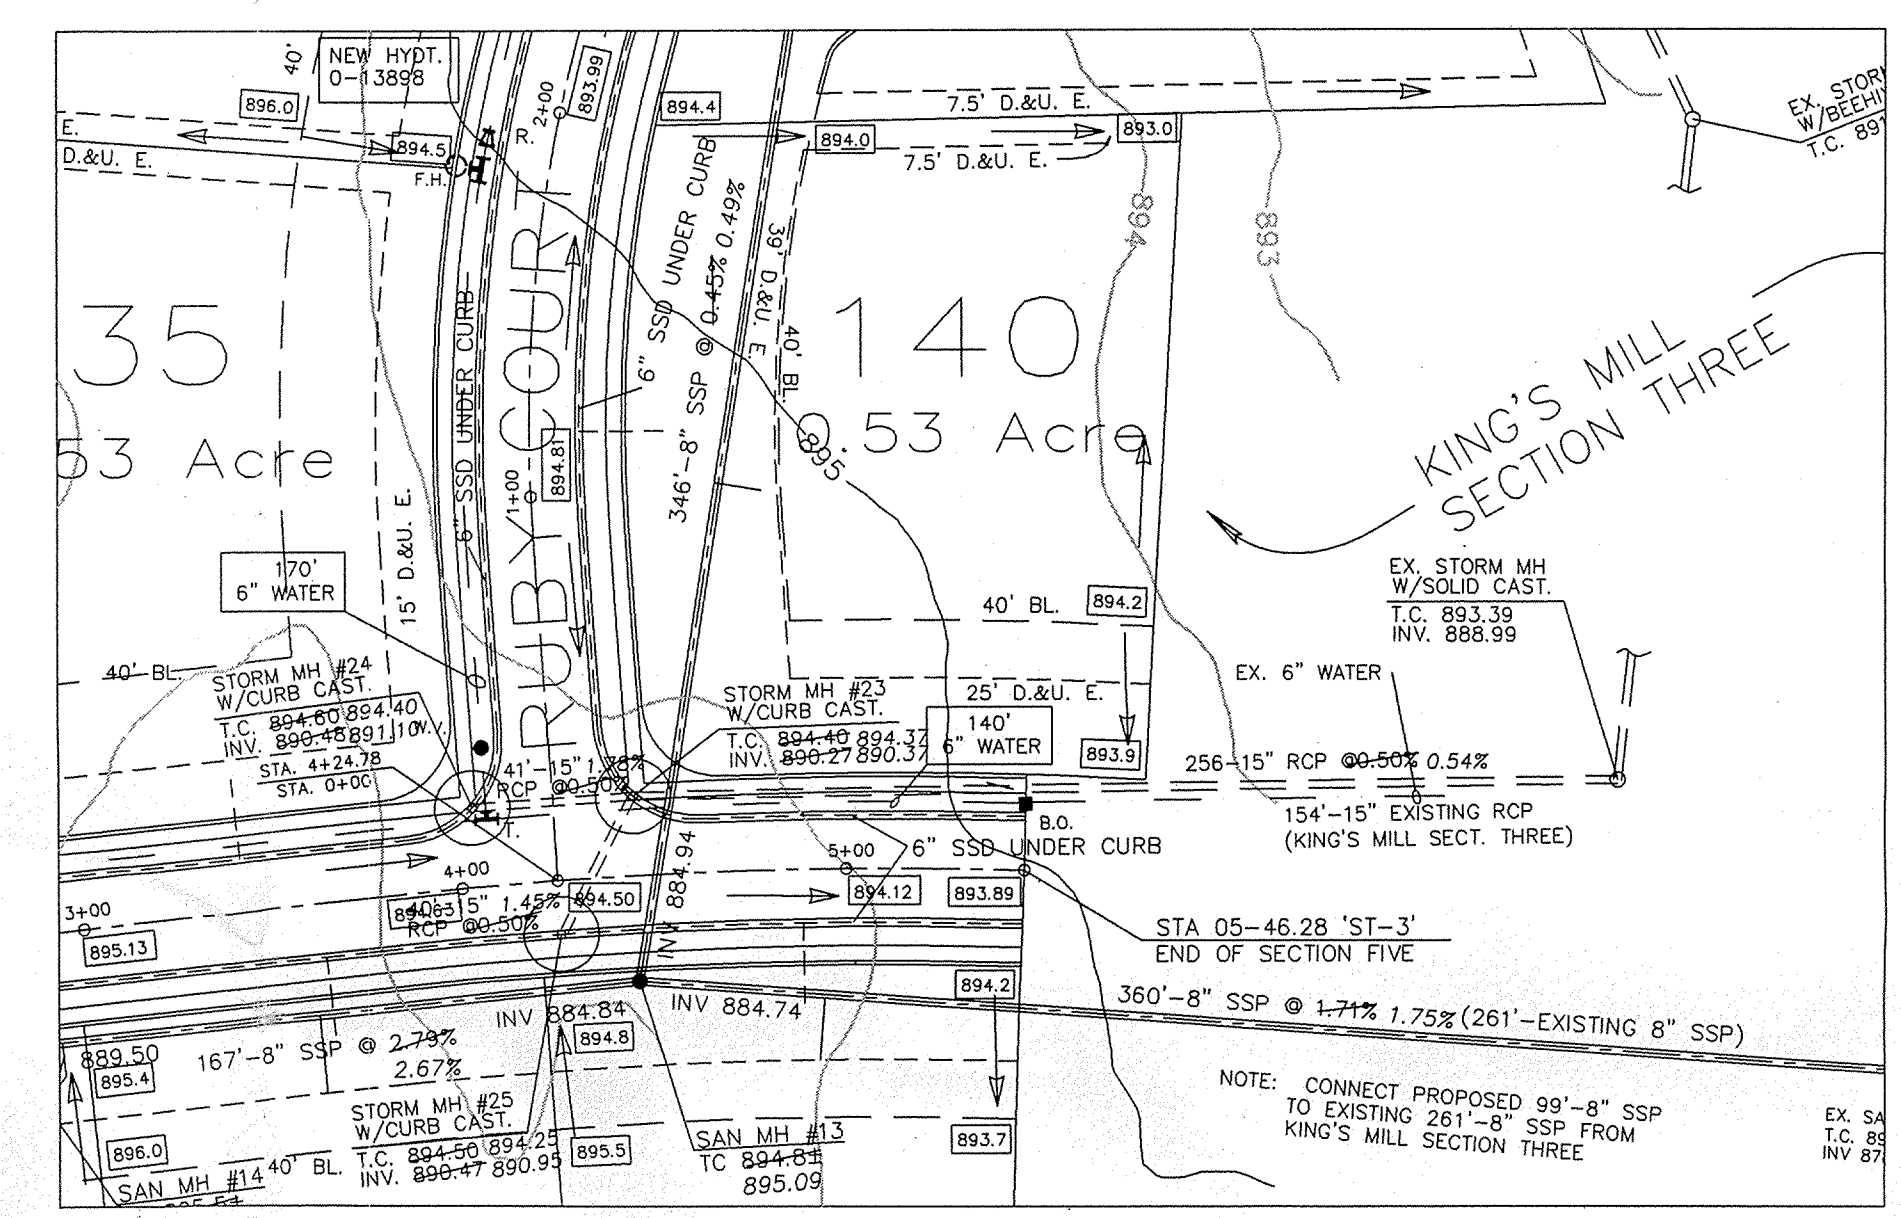 NEW HYDT.
0-13898
40'
896.0
894.5
E.
D.&U. E.
F.H.
R.
2+00
893.99
894.4
894.0
893.0
7.5' D.&U. E.
7.5' D.&U. E.
EX. STORM
W/BEEHI
T.C. 891
894
893
35
53 Acre
15' D.&U. E.
6" SSD UNDER CURB
RUBY COURT
1+00
894.81
6" SSD UNDER CURB
346'-8" SSP @ 0.45% 0.49%
39' D.&U. E.
40' BL.
140
0.53 Acre
895
KING'S MILL
SECTION THREE
170'
6" WATER
40' BL.
894.2
EX. STORM MH
W/SOLID CAST.
T.C. 893.39
INV. 888.99
EX. 6" WATER
40' BL.
STORM MH #24
W/CURB CAST.
T.C. 894.60 894.40
INV. 890.48 891.10
W.V.
STA. 4+24.78
STA. 0+00
STORM MH #23
W/CURB CAST.
T.C. 894.40 894.37
INV. 890.27 890.37
25' D.&U. E.
140'
6" WATER
893.9
41'-15" 1.78%
RCP @0.50%
T.
256-15" RCP @0.50% 0.54%
154'-15" EXISTING RCP
(KING'S MILL SECT. THREE)
B.O.
6" SSD UNDER CURB
3+00
895.13
4+00
894.63
40'-15" 1.45%
RCP @0.50%
894.50
INV 884.94
5+00
894.12
893.89
STA 05-46.28 'ST-3'
END OF SECTION FIVE
894.2
INV 884.84
INV 884.74
360'-8" SSP @ 1.71% 1.75% (261'-EXISTING 8" SSP)
889.50
895.4
167'-8" SSP @ 2.79%
2.67%
894.8
STORM MH #25
W/CURB CAST.
T.C. 894.50 894.25
INV. 890.47 890.95
895.5
896.0
SAN MH #14
40' BL.
SAN MH #13
TC 894.81
895.09
893.7
NOTE: CONNECT PROPOSED 99'-8" SSP
TO EXISTING 261'-8" SSP FROM
KING'S MILL SECTION THREE
EX. SA
T.C. 89
INV 87